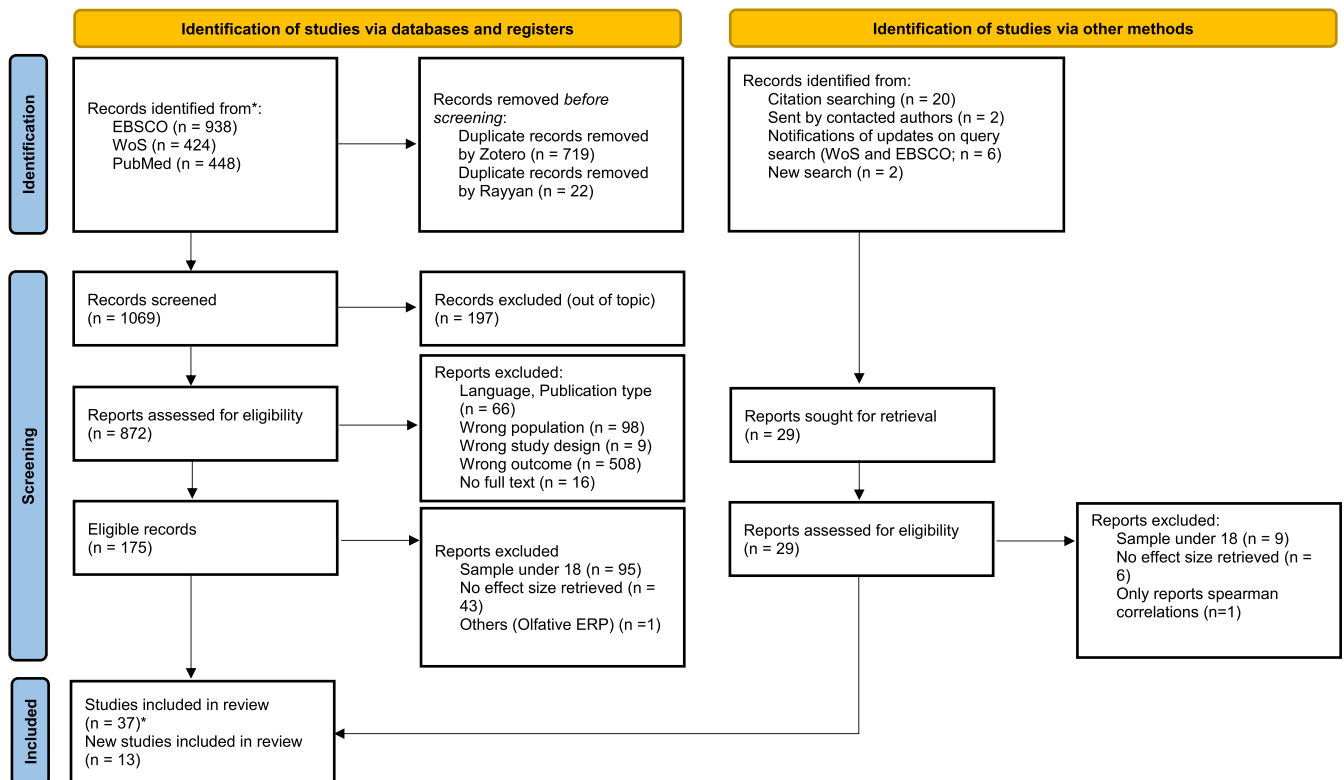 Identification of studies via databases and registers
Identification of studies via other methods
Identification
Records identified from*:
EBSCO (n = 938)
WoS (n = 424)
PubMed (n = 448)
Records removed before
screening:
Duplicate records removed
by Zotero (n = 719)
Duplicate records removed
by Rayyan (n = 22)
Records identified from:
Citation searching (n = 20)
Sent by contacted authors (n = 2)
Notifications of updates on query
search (WoS and EBSCO; n = 6)
New search (n = 2)
Screening
Records screened
(n = 1069)
Records excluded (out of topic)
(n = 197)
Reports assessed for eligibility
(n = 872)
Reports excluded:
Language, Publication type
(n = 66)
Wrong population (n = 98)
Wrong study design (n = 9)
Wrong outcome (n = 508)
No full text (n = 16)
Reports sought for retrieval
(n = 29)
Eligible records
(n = 175)
Reports excluded
Sample under 18 (n = 95)
No effect size retrieved (n =
43)
Others (Olfative ERP) (n =1)
Reports assessed for eligibility
(n = 29)
Reports excluded:
Sample under 18 (n = 9)
No effect size retrieved (n =
6)
Only reports spearman
correlations (n=1)
Included
Studies included in review
(n = 37)*
New studies included in review
(n = 13)